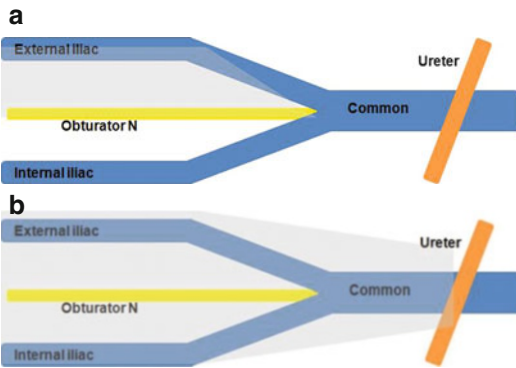 a
External iliac
Ureter
Common
Obturator N
Internal iliac
b
External iliac
Ureter
Common
Obturator N
Internal iliac